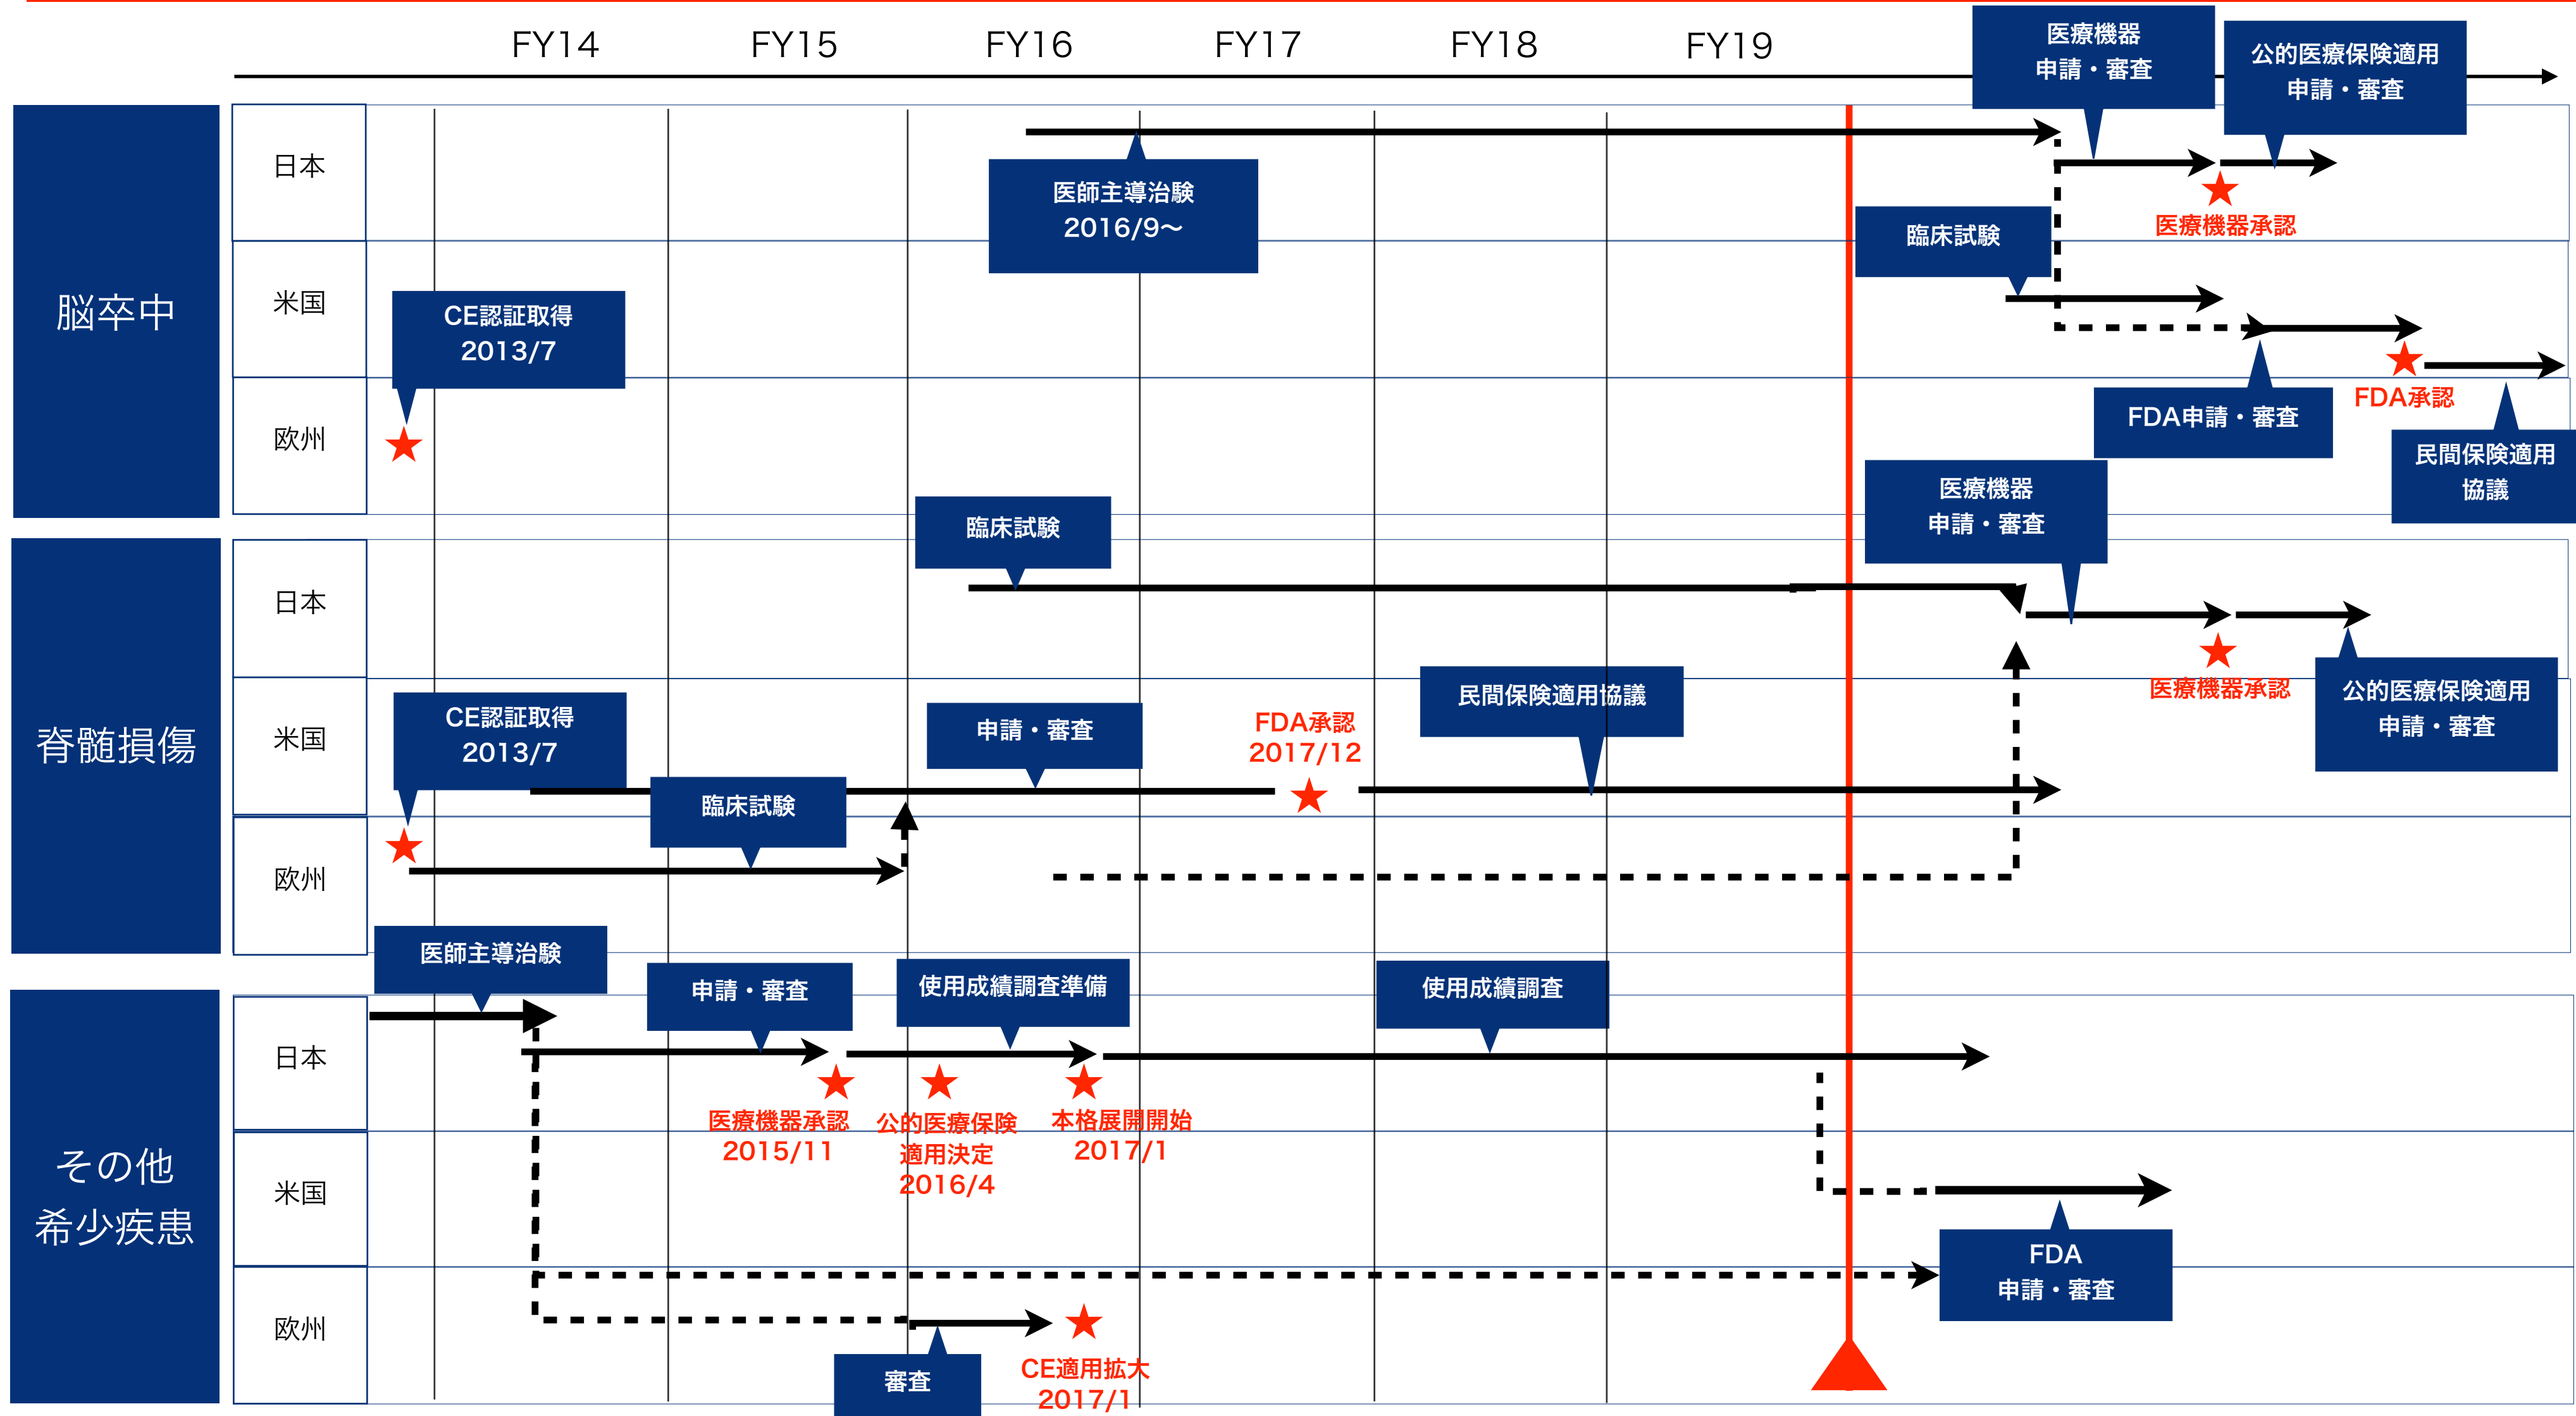 FY14
FY15
FY16
FY17
FY18
FY19
医療機器
申請・審査
公的医療保険適用
申請・審査
脳卒中
日本
医師主導治験
2016/9〜
医療機器承認
臨床試験
米国
CE認証取得
2013/7
FDA申請・審査
FDA承認
民間保険適用
協議
欧州
脊髄損傷
日本
臨床試験
医療機器
申請・審査
医療機器承認
公的医療保険適用
申請・審査
米国
CE認証取得
2013/7
申請・審査
FDA承認
2017/12
民間保険適用協議
臨床試験
欧州
その他
希少疾患
日本
医師主導治験
申請・審査
使用成績調査準備
使用成績調査
医療機器承認
2015/11
公的医療保険
適用決定
2016/4
本格展開開始
2017/1
米国
FDA
申請・審査
欧州
審査
CE適用拡大
2017/1